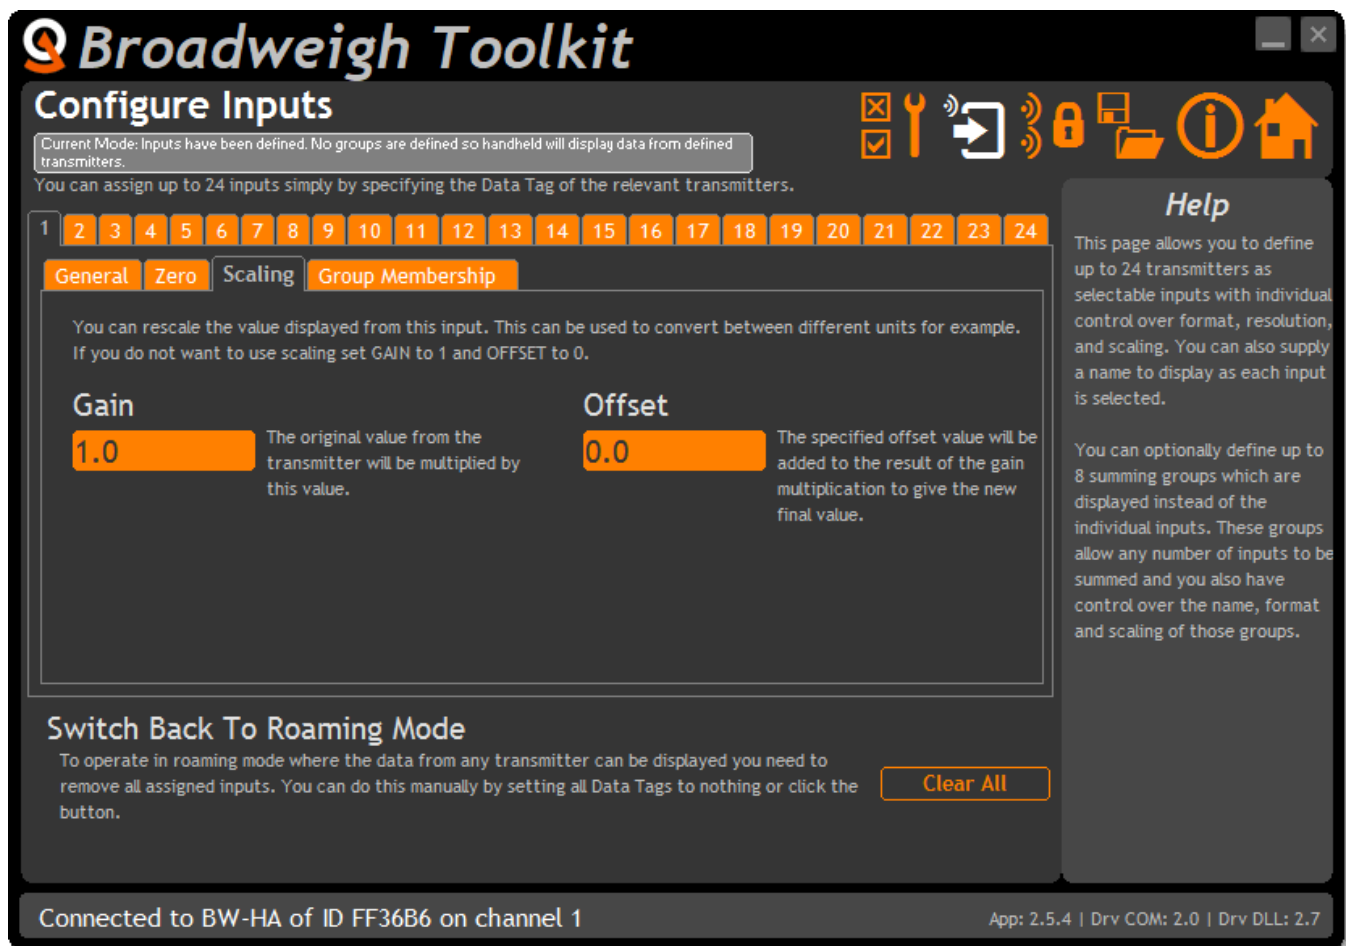 Broadweigh Toolkit
Configure Inputs
Current Mode: Inputs have been defined. No groups are defined so handheld will display data from defined
transmitters.
You can assign up to 24 inputs simply by specifying the Data Tag of the relevant transmitters.
1 2 3 4 5 6 7 8 9 10 11 12 13 14 15 16 17 18 19 20 21 22 23 24
General Zero Scaling Group Membership
You can rescale the value displayed from this input. This can be used to convert between different units for example.
If you do not want to use scaling set GAIN to 1 and OFFSET to 0.
Gain
1.0
The original value from the
transmitter will be multiplied by
this value.
Offset
0.0
The specified offset value will be
added to the result of the gain
multiplication to give the new
final value.
Switch Back To Roaming Mode
To operate in roaming mode where the data from any transmitter can be displayed you need to
remove all assigned inputs. You can do this manually by setting all Data Tags to nothing or click the
button.
Clear All
Help
This page allows you to define
up to 24 transmitters as
selectable inputs with individual
control over format, resolution,
and scaling. You can also supply
a name to display as each input
is selected.
You can optionally define up to
8 summing groups which are
displayed instead of the
individual inputs. These groups
allow any number of inputs to be
summed and you also have
control over the name, format
and scaling of those groups.
Connected to BW-HA of ID FF36B6 on channel 1
App: 2.5.4 | Drv COM: 2.0 | Drv DLL: 2.7